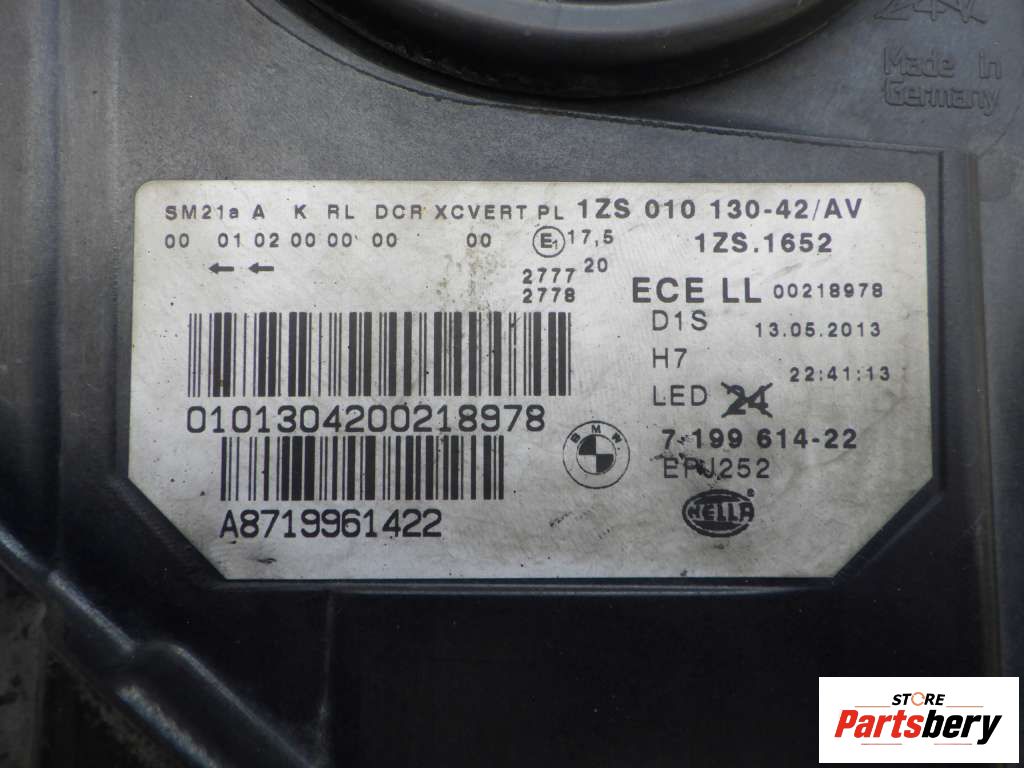 Made in
Germany
SM21a A K RL DCR XCVERT PL 1ZS 010 130-42/AV
00 01 02 00 00 00 00 E1 17,5 1ZS.1652
← ←
2777 20
2778
ECE LL 00218978
D1S 13.05.2013
H7 22:41:13
LED 24
0101304200218978
BMW
7 199 614-22
EPJ252
A8719961422
HELLA®
STORE
Partsbery